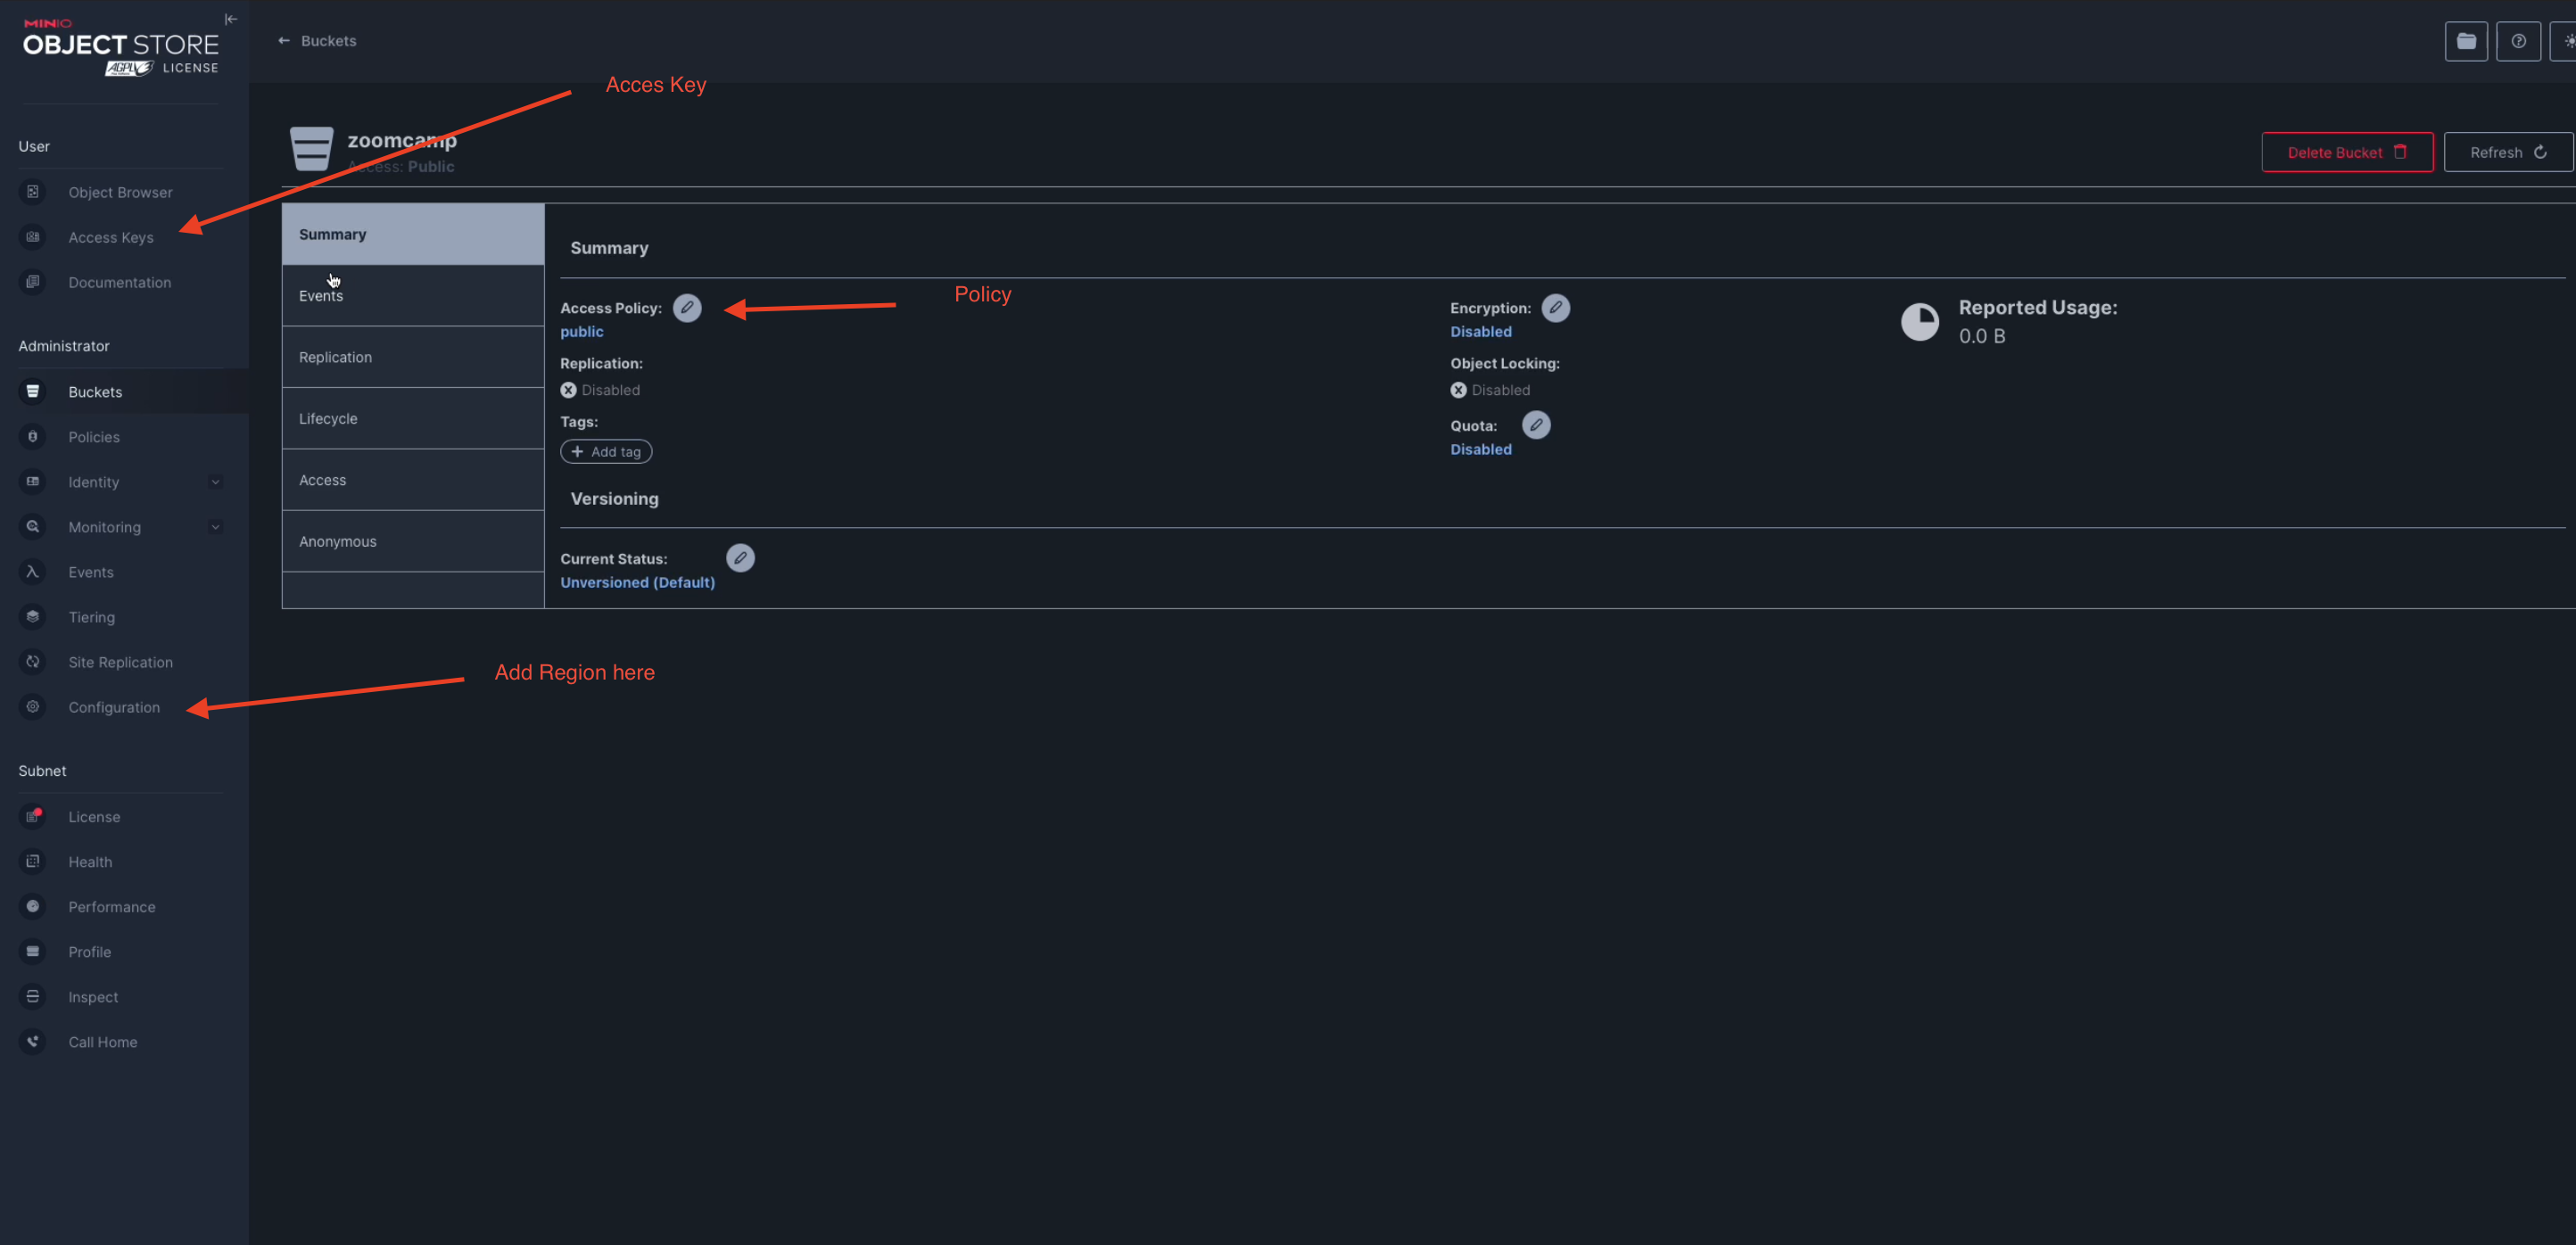 MINIO
OBJECT STORE
AGPLv3 LICENSE
Buckets
Acces Key
User
Object Browser
Access Keys
Documentation
Administrator
Buckets
Policies
Identity
Monitoring
Events
Tiering
Site Replication
Configuration
Subnet
License
Health
Performance
Profile
Inspect
Call Home
zoomcamp
Access: Public
Delete Bucket
Refresh
Summary
Events
Replication
Lifecycle
Access
Anonymous
Summary
Access Policy:
public
Policy
Replication:
Disabled
Tags:
+ Add tag
Encryption:
Disabled
Object Locking:
Disabled
Quota:
Disabled
Reported Usage:
0.0 B
Versioning
Current Status:
Unversioned (Default)
Add Region here